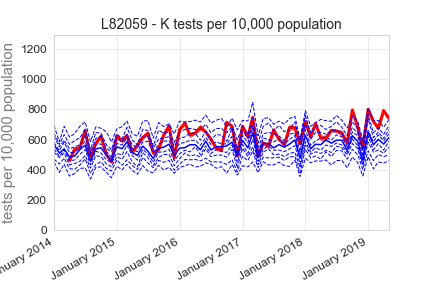 L82059 - K tests per 10,000 population
tests per 10,000 population
1200
1000
800
600
400
200
0
nuary 2014
January 2015
January 2016
January 2017
January 2018
January 2019